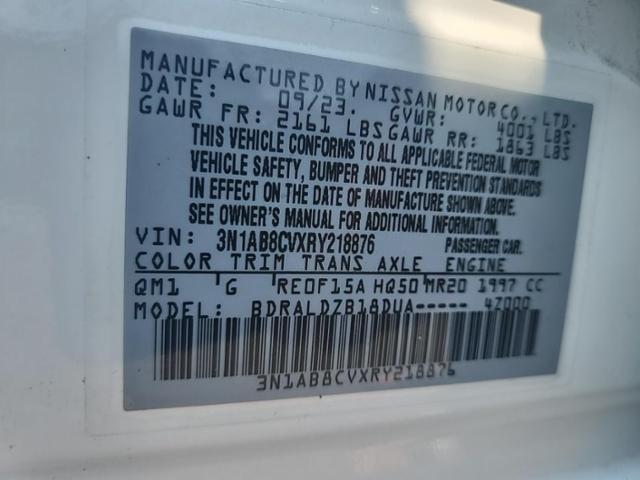 MANUFACTURED BY NISSAN MOTOR CO., LTD.
DATE: 09/23. GVWR: 4001 LBS
GAWR FR: 2161 LBS GAWR RR: 1863 LBS
THIS VEHICLE CONFORMS TO ALL APPLICABLE FEDERAL MOTOR
VEHICLE SAFETY, BUMPER AND THEFT PREVENTION STANDARDS
IN EFFECT ON THE DATE OF MANUFACTURE SHOWN ABOVE.
SEE OWNER'S MANUAL FOR ADDITIONAL INFORMATION.
VIN: 3N1AB8CVXRY218876 PASSENGER CAR.
COLOR TRIM TRANS AXLE ENGINE
QM1 G RE0F15A HQ50 MR20 1997 CC
MODEL: BDRALDZB18DUA----- 4Z000
3N1AB8CVXRY218876